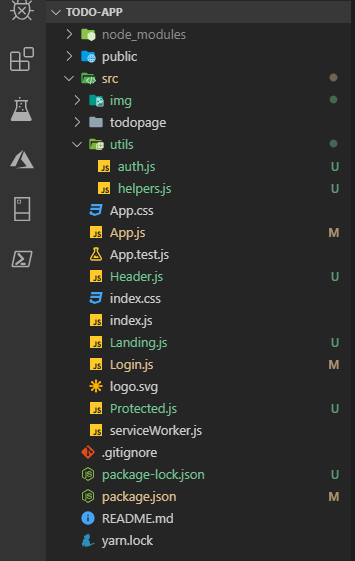 TODO-APP
node_modules
public
src
img
todopage
utils
auth.js U
helpers.js U
App.css
App.js M
App.test.js
Header.js U
index.css
index.js
Landing.js U
Login.js M
logo.svg
Protected.js U
serviceWorker.js
.gitignore
package-lock.json U
package.json M
README.md
yarn.lock